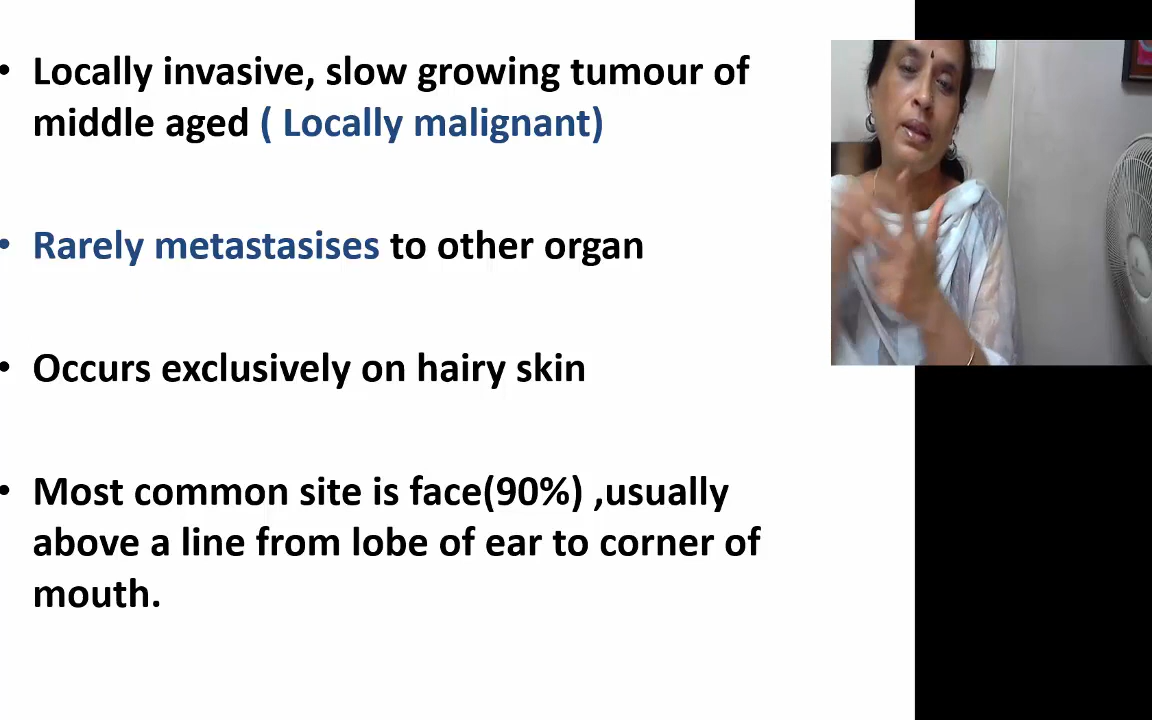 • Locally invasive, slow growing tumour of
middle aged ( Locally malignant)
• Rarely metastasises to other organ
• Occurs exclusively on hairy skin
• Most common site is face(90%) ,usually
above a line from lobe of ear to corner of
mouth.